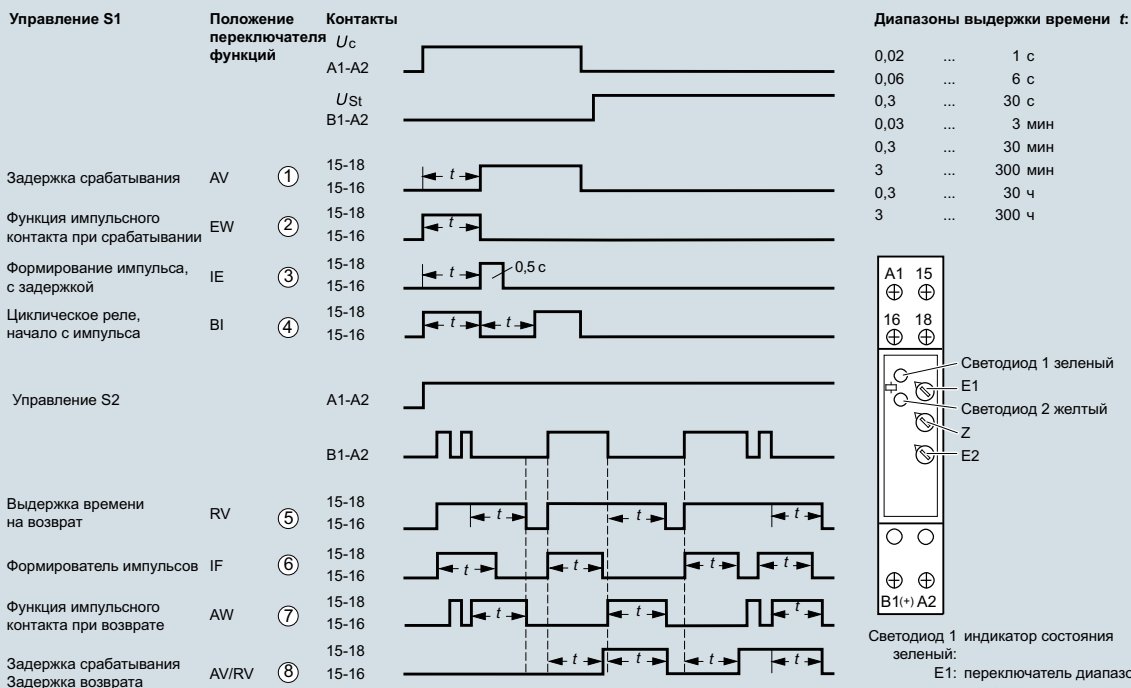 Управление S1
Положение переключателя функций
Контакты
Uc
A1-A2
USt
B1-A2
Задержка срабатывания AV ① 15-18
15-16
t
Функция импульсного
контакта при срабатывании EW ② 15-18
15-16
t
Формирование импульса,
с задержкой IE ③ 15-18
15-16
t 0,5 с
Циклическое реле,
начало с импульса BI ④ 15-18
15-16
t t
Управление S2 A1-A2
B1-A2
Выдержка времени
на возврат RV ⑤ 15-18
15-16
t t t
Формирователь импульсов IF ⑥ 15-18
15-16
t t t t
Функция импульсного
контакта при возврате AW ⑦ 15-18
15-16
t t t
Задержка срабатывания
Задержка возврата AV/RV ⑧ 15-18
15-16
t t t t
Диапазоны выдержки времени t:
0,02 ... 1 с
0,06 ... 6 с
0,3 ... 30 с
0,03 ... 3 мин
0,3 ... 30 мин
3 ... 300 мин
0,3 ... 30 ч
3 ... 300 ч
A1 15
16 18
Светодиод 1 зеленый
E1
Светодиод 2 желтый
Z
E2
B1(+) A2
Светодиод 1 индикатор состояния
зеленый:
E1: переключатель диапазо